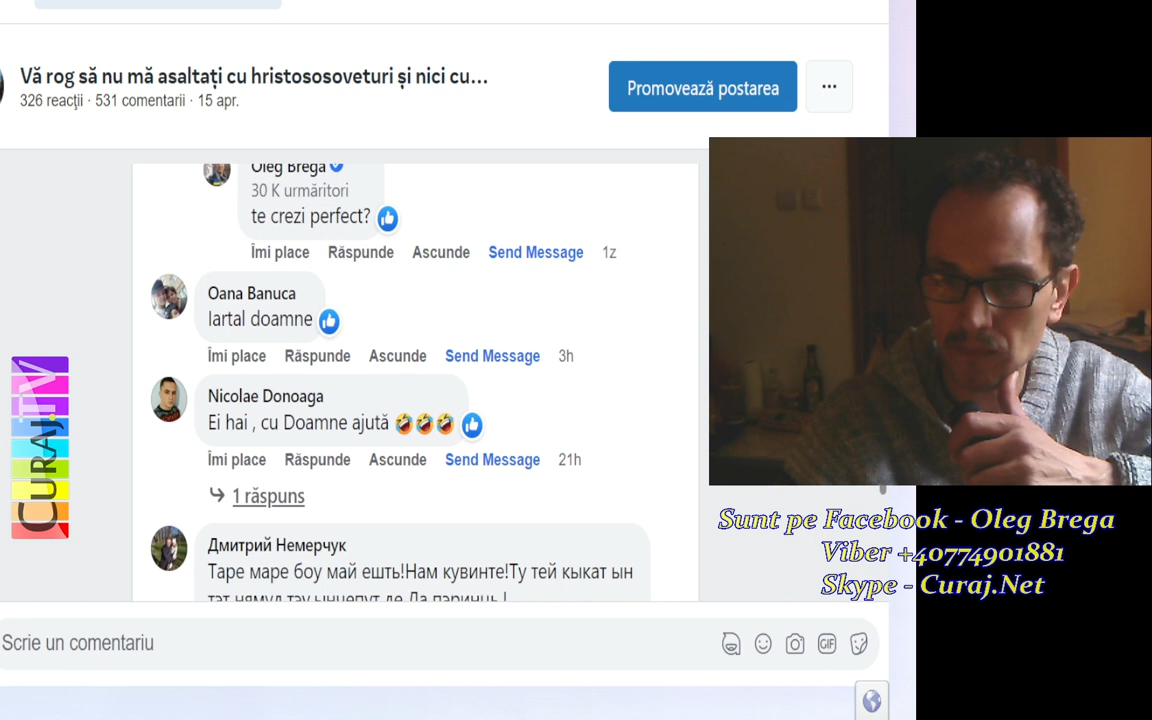 Vă rog să nu mă asaltați cu hristososoveturi și nici cu...
326 reacții · 531 comentarii · 15 apr.
Promovează postarea
Oleg Brega
30 K urmăritori
te crezi perfect?
Îmi place Răspunde Ascunde Send Message 1z
Oana Banuca
Iartal doamne
Îmi place Răspunde Ascunde Send Message 3h
Nicolae Donoaga
Ei hai , cu Doamne ajută 🤣🤣🤣
Îmi place Răspunde Ascunde Send Message 21h
1 răspuns
Дмитрий Немерчук
Таре маре боу май ешть!Нам кувинте!Ту тей кыкат ын
Scrie un comentariu
GIF
CURAJ.TV
Sunt pe Facebook - Oleg Brega
Viber +40774901881
Skype - Curaj.Net